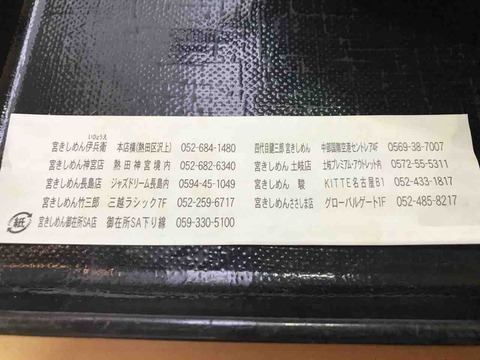 いひょうえ
宮きしめん伊兵衛 本店横(熱田区沢上) 052-684-1480
宮きしめん神宮店 熱田神宮境内 052-682-6340
宮きしめん長島店 ジャズドリーム長島内 0594-45-1049
宮きしめん竹三郎 三越ラシック7F 052-259-6717
宮きしめん御在所SA店 御在所SA下り線 059-330-5100
四代目鍵三郎 宮きしめん 中部国際空港セントレア4F 0569-38-7007
宮きしめん 土岐店 土岐プレミアム・アウトレット内 0572-55-5311
宮きしめん 駿 KITTE名古屋B1 052-433-1817
宮きしめんささしま店 グローバルゲート1F 052-485-8217
紙